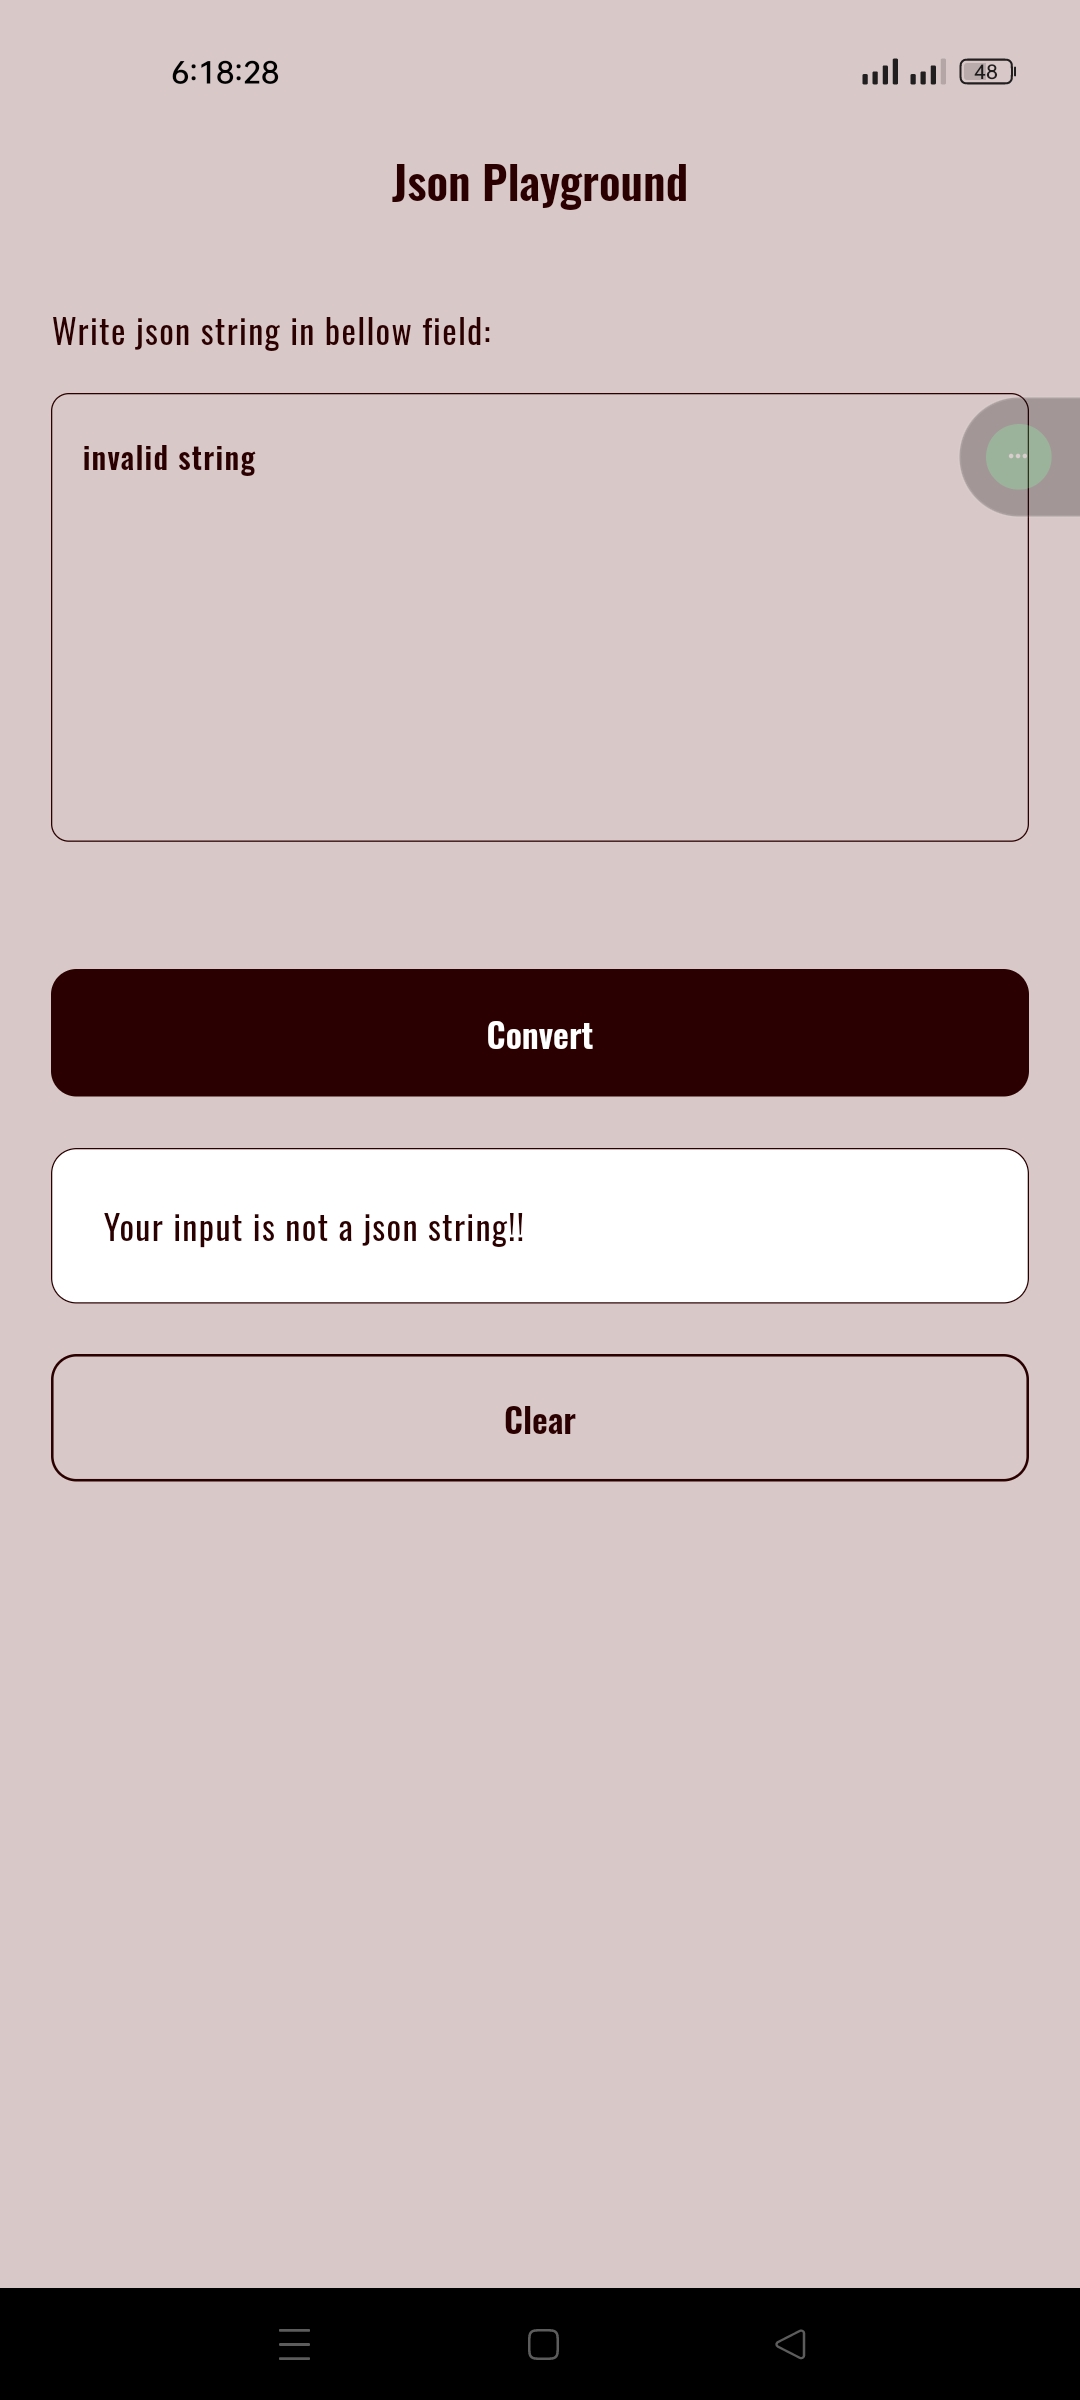 6:18:28
48
Json Playground
Write json string in bellow field:
invalid string
Convert
Your input is not a json string!!
Clear